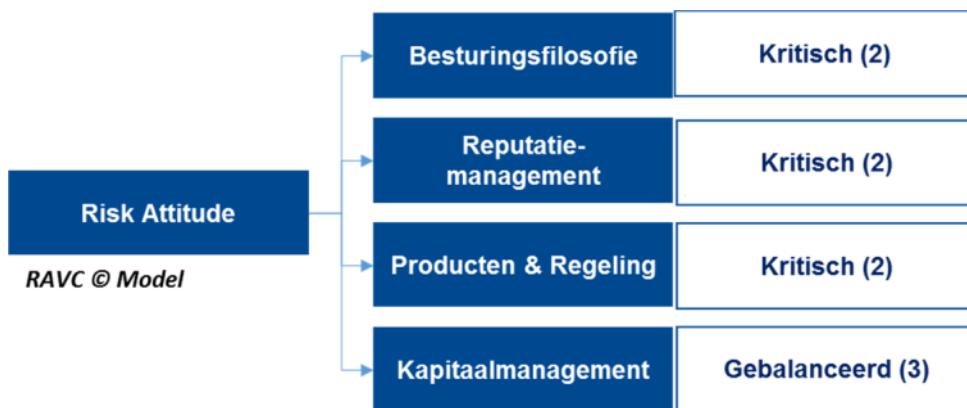 Besturingsfilosofie
Kritisch (2)
Reputatie-
management
Kritisch (2)
Risk Attitude
RAVC © Model
Producten & Regeling
Kritisch (2)
Kapitaalmanagement
Gebalanceerd (3)